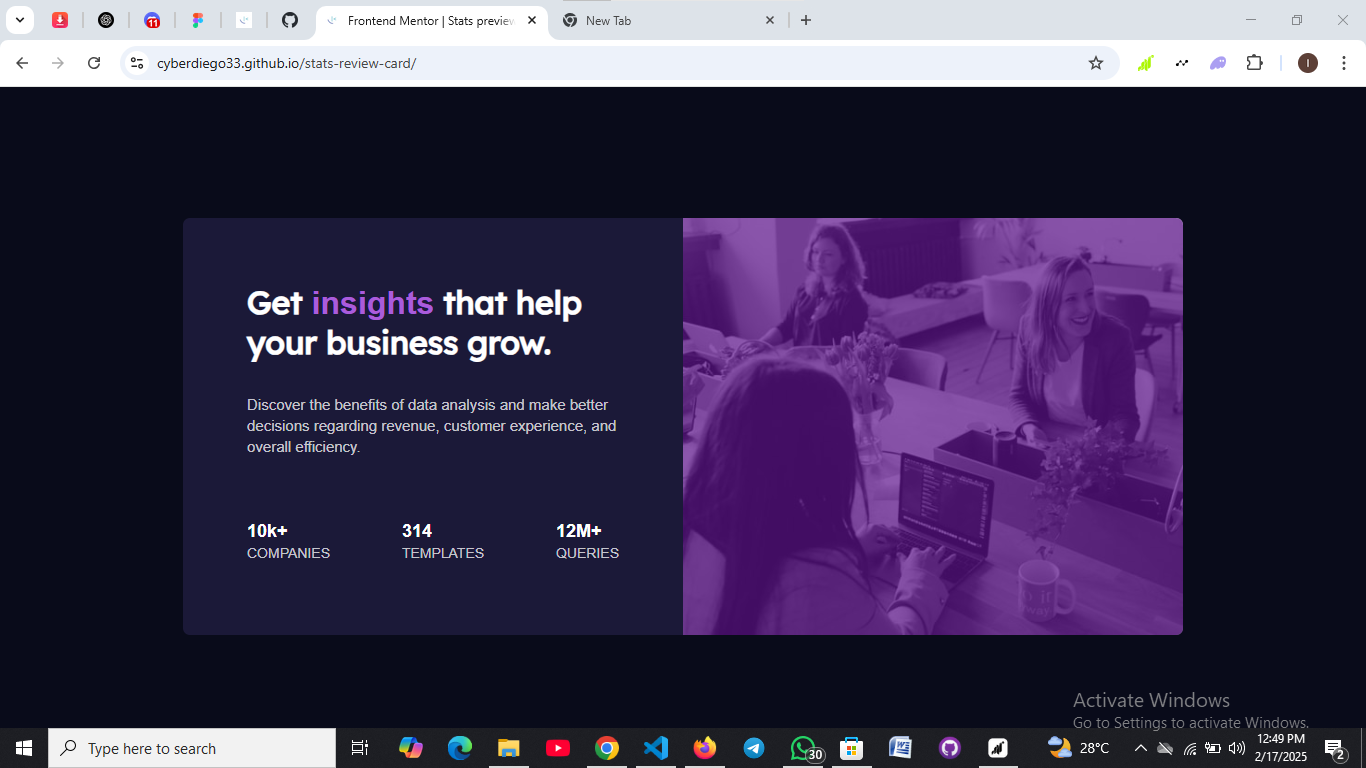 11
Frontend Mentor | Stats preview
New Tab
cyberdiego33.github.io/stats-review-card/
I
Get insights that help
your business grow.
Discover the benefits of data analysis and make better
decisions regarding revenue, customer experience, and
overall efficiency.
10k+ 314 12M+
COMPANIES TEMPLATES QUERIES
Activate Windows
Go to Settings to activate Windows.
Type here to search
30
28°C
12:49 PM
2/17/2025
2